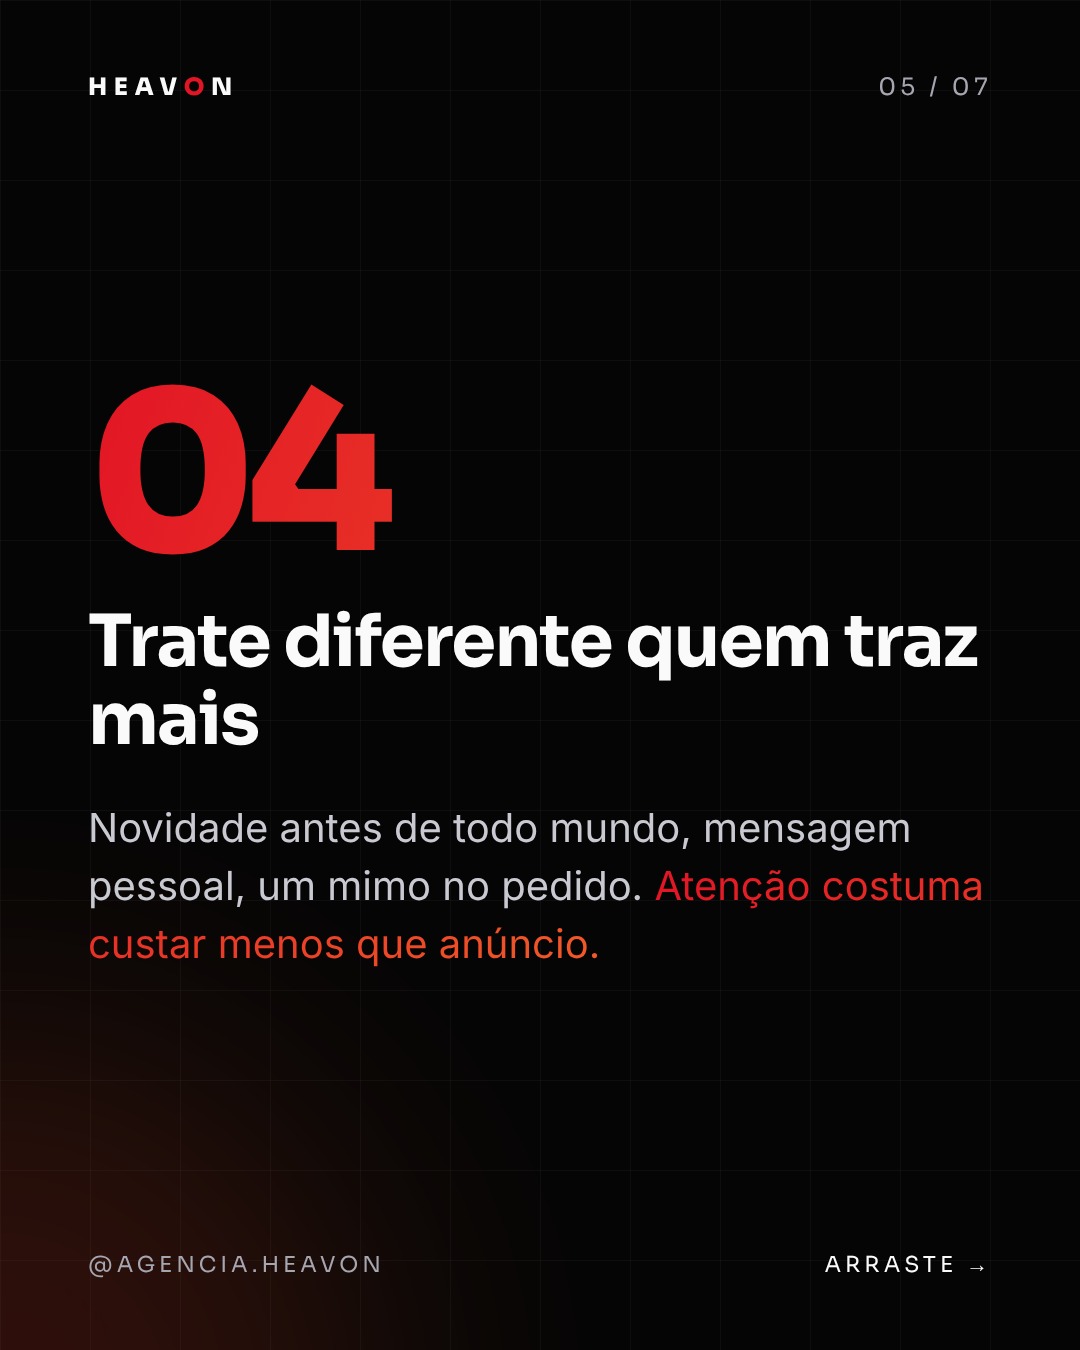 HEAVON
05 / 07
04
Trate diferente quem traz
mais
Novidade antes de todo mundo, mensagem
pessoal, um mimo no pedido. Atenção costuma
custar menos que anúncio.
@AGENCIA.HEAVON
ARRASTE →